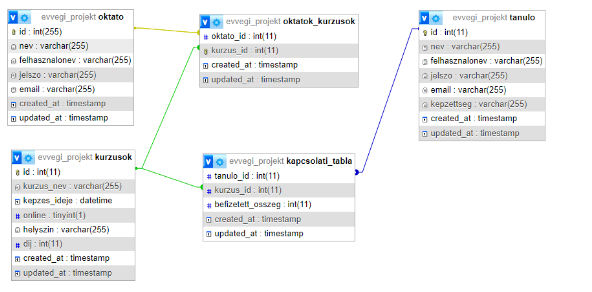 evvegi_projekt oktato
id : int(255)
nev : varchar(255)
felhasznalonev : varchar(255)
jelszo : varchar(255)
email : varchar(255)
created_at : timestamp
updated_at : timestamp
evvegi_projekt oktatok_kurzusok
oktato_id : int(11)
kurzus_id : int(11)
created_at : timestamp
updated_at : timestamp
evvegi_projekt tanulo
id : int(11)
nev : varchar(255)
felhasznalonev : varchar(255)
jelszo : varchar(255)
email : varchar(255)
kepzettseg : varchar(255)
created_at : timestamp
updated_at : timestamp
evvegi_projekt kurzusok
id : int(11)
kurzus_nev : varchar(255)
kepzes_ideje : datetime
online : tinyint(1)
helyszin : varchar(255)
dij : int(11)
created_at : timestamp
updated_at : timestamp
evvegi_projekt kapcsolati_tabla
tanulo_id : int(11)
kurzus_id : int(11)
befizetett_osszeg : int(11)
created_at : timestamp
updated_at : timestamp